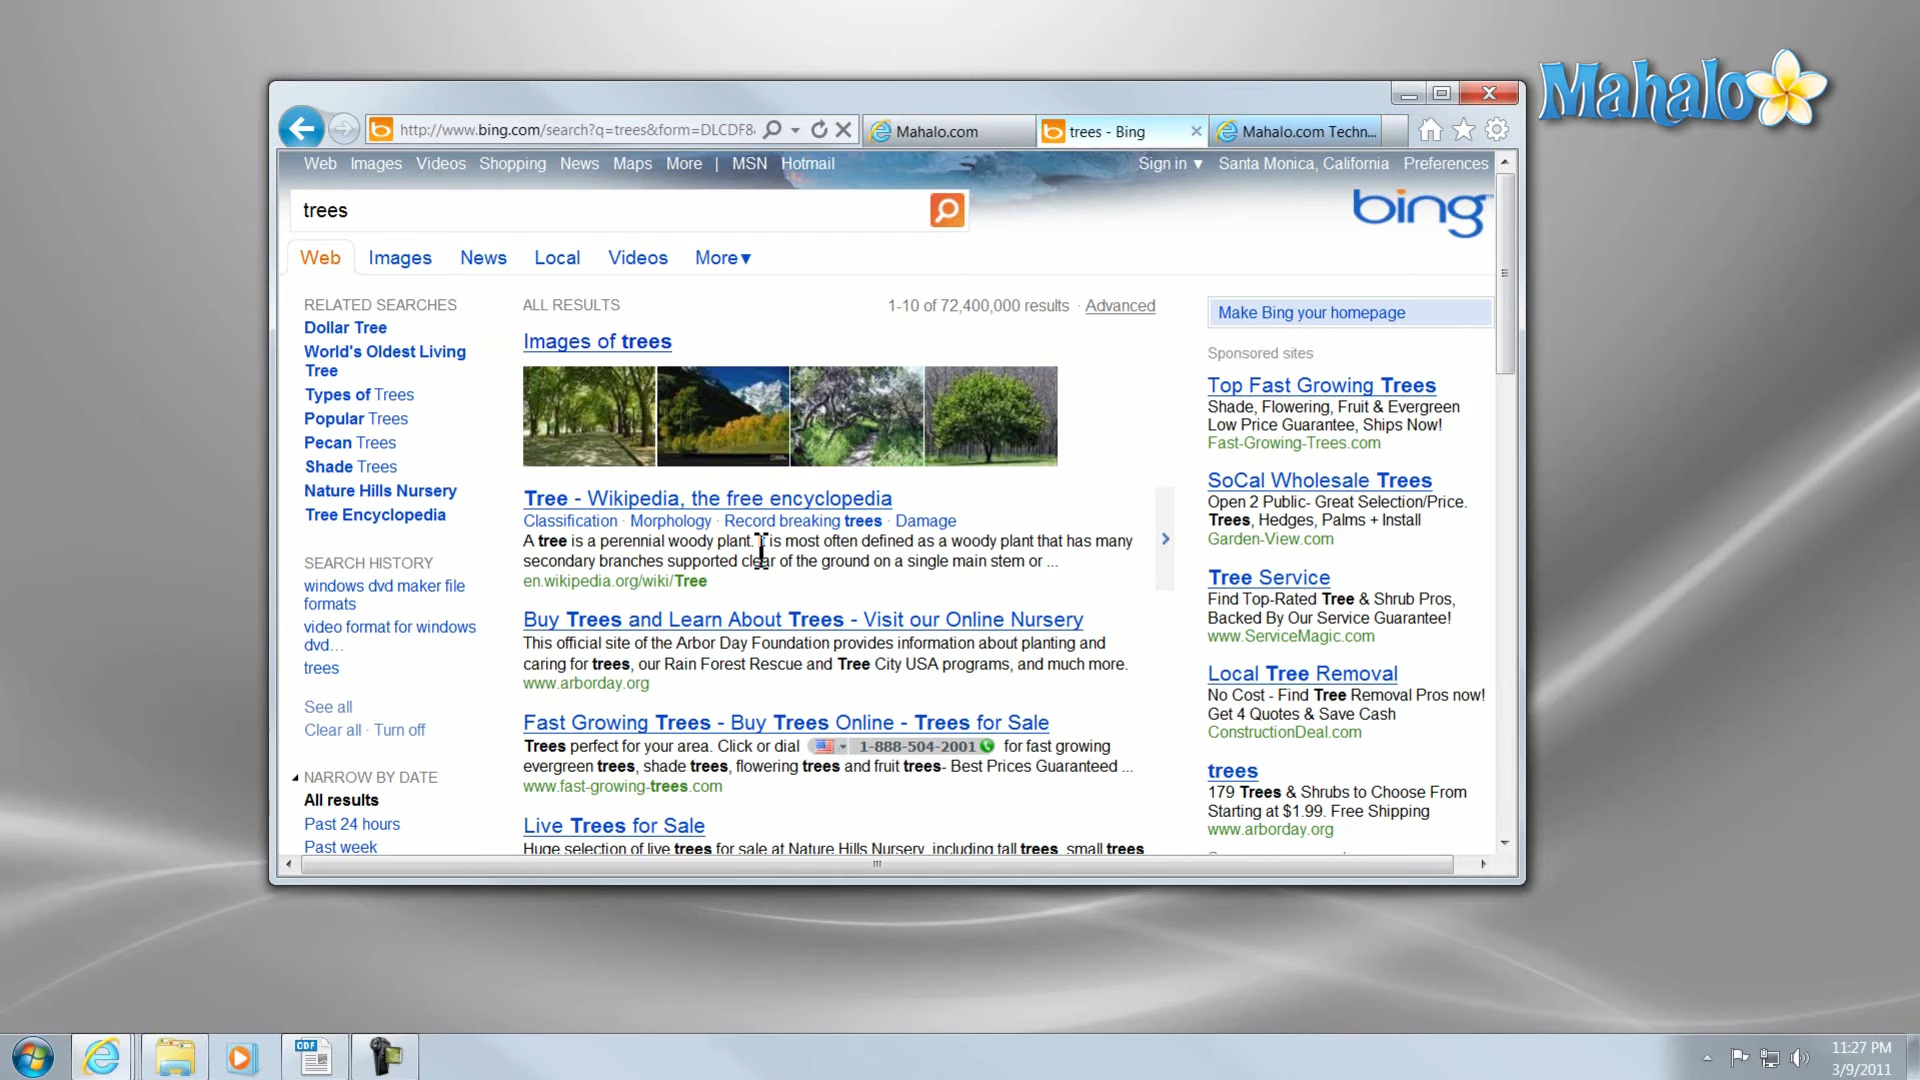 Mahalo
http://www.bing.com/search?q=trees&form=DLCDF8
Mahalo.com
trees - Bing
Mahalo.com Techn...
Web Images Videos Shopping News Maps More | MSN Hotmail
Sign in ▾ Santa Monica, California Preferences
trees
bing™
Web Images News Local Videos More▾
RELATED SEARCHES
Dollar Tree
World's Oldest Living
Tree
Types of Trees
Popular Trees
Pecan Trees
Shade Trees
Nature Hills Nursery
Tree Encyclopedia
SEARCH HISTORY
windows dvd maker file
formats
video format for windows
dvd...
trees
See all
Clear all · Turn off
NARROW BY DATE
All results
Past 24 hours
Past week
ALL RESULTS
1-10 of 72,400,000 results · Advanced
Images of trees
Tree - Wikipedia, the free encyclopedia
Classification · Morphology · Record breaking trees · Damage
A tree is a perennial woody plant. It is most often defined as a woody plant that has many
secondary branches supported clear of the ground on a single main stem or ...
en.wikipedia.org/wiki/Tree
Buy Trees and Learn About Trees - Visit our Online Nursery
This official site of the Arbor Day Foundation provides information about planting and
caring for trees, our Rain Forest Rescue and Tree City USA programs, and much more.
www.arborday.org
Fast Growing Trees - Buy Trees Online - Trees for Sale
Trees perfect for your area. Click or dial 1-888-504-2001 for fast growing
evergreen trees, shade trees, flowering trees and fruit trees- Best Prices Guaranteed ...
www.fast-growing-trees.com
Live Trees for Sale
Huge selection of live trees for sale at Nature Hills Nursery, including tall trees, small trees
Make Bing your homepage
Sponsored sites
Top Fast Growing Trees
Shade, Flowering, Fruit & Evergreen
Low Price Guarantee, Ships Now!
Fast-Growing-Trees.com
SoCal Wholesale Trees
Open 2 Public- Great Selection/Price.
Trees, Hedges, Palms + Install
Garden-View.com
Tree Service
Find Top-Rated Tree & Shrub Pros,
Backed By Our Service Guarantee!
www.ServiceMagic.com
Local Tree Removal
No Cost - Find Tree Removal Pros now!
Get 4 Quotes & Save Cash
ConstructionDeal.com
trees
179 Trees & Shrubs to Choose From
Starting at $1.99. Free Shipping
www.arborday.org
CDF
11:27 PM
3/9/2011